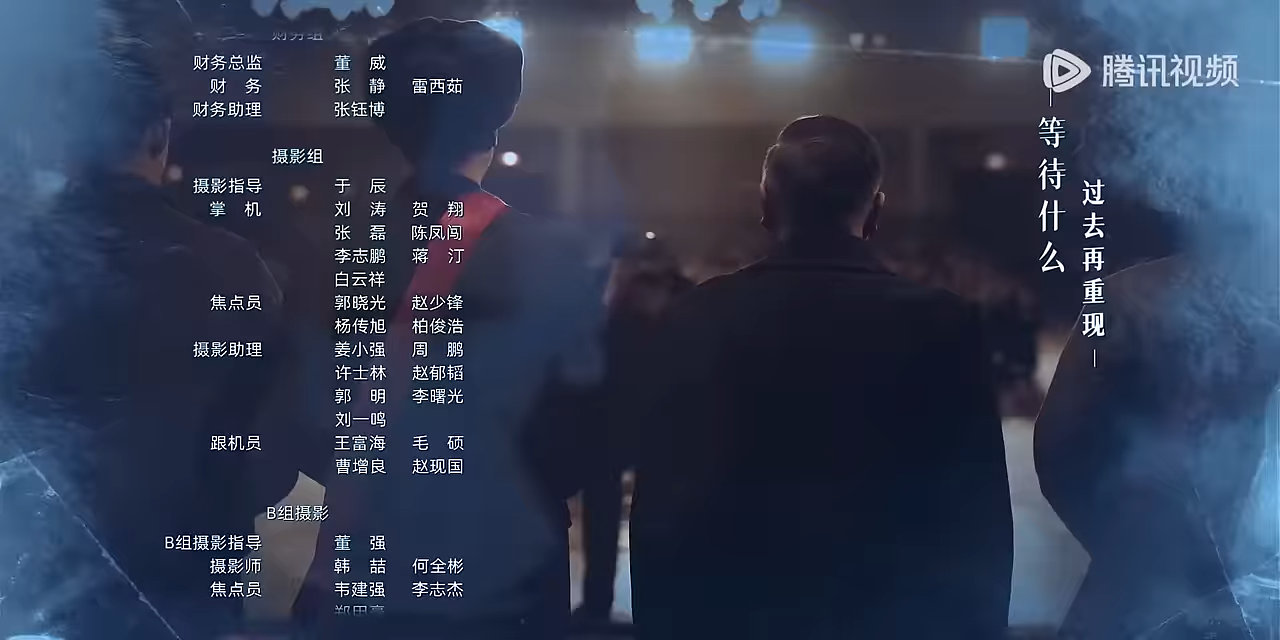 财务组
财务总监 董 威
财 务 张 静 雷西茹
财务助理 张钰博
摄影组
摄影指导 于 辰
掌 机 刘 涛 贺 翔
张 磊 陈凤闯
李志鹏 蒋 汀
白云祥
焦点员 郭晓光 赵少锋
杨传旭 柏俊浩
摄影助理 姜小强 周 鹏
许士林 赵郁韬
郭 明 李曙光
刘一鸣
跟机员 王富海 毛 硕
曹增良 赵现国
B组摄影
B组摄影指导 董 强
摄影师 韩 喆 何全彬
焦点员 韦建强 李志杰
腾讯视频
等待什么
过去再重现